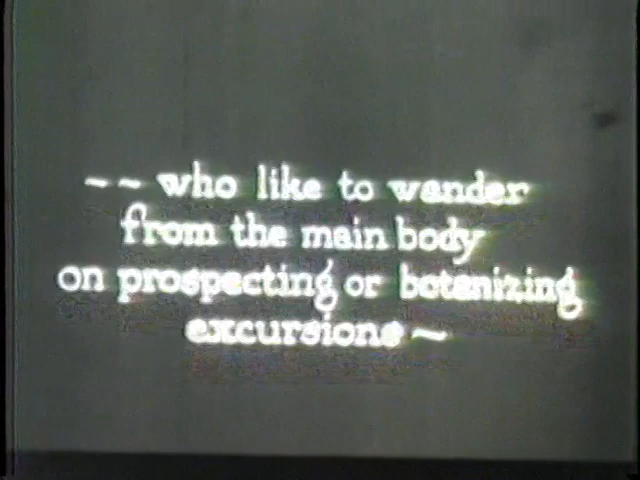 ~ ~ who like to wander
from the main body
on prospecting or botanizing
excursions ~